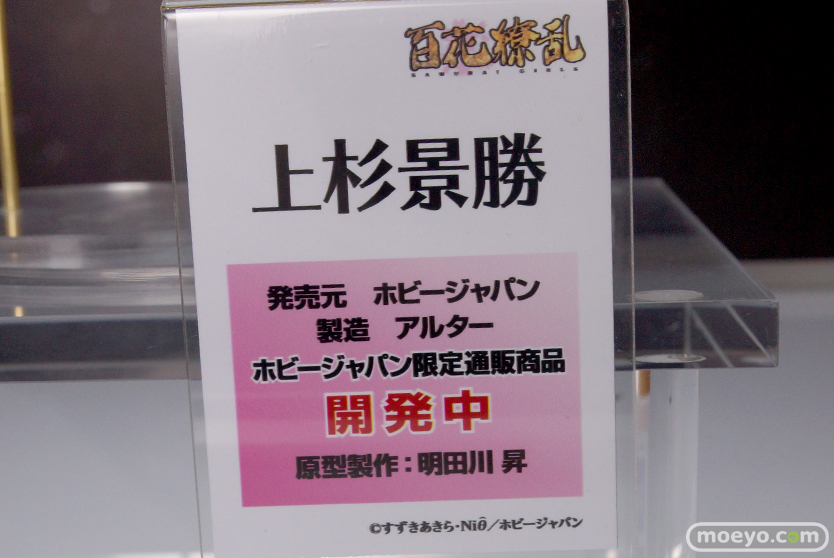 百花繚乱
SAMURAI GIRLS
上杉景勝
発売元　ホビージャパン
製造　アルター
ホビージャパン限定通販商品
開発中
原型製作：明田川 昇
©すずきあきら・Niθ／ホビージャパン
moeyo.com